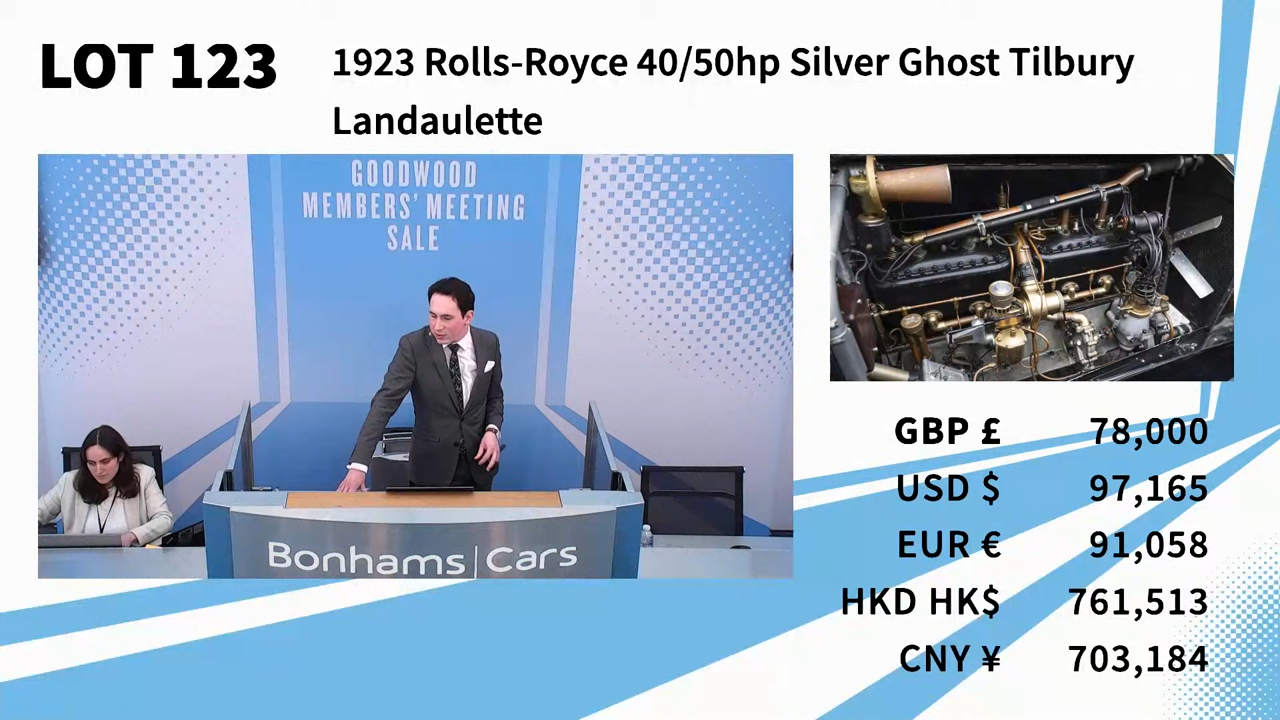 LOT 123
1923 Rolls-Royce 40/50hp Silver Ghost Tilbury
Landaulette
GOODWOOD
MEMBERS' MEETING
SALE
Bonhams|Cars
GBP £ 78,000
USD $ 97,165
EUR € 91,058
HKD HK$ 761,513
CNY ¥ 703,184